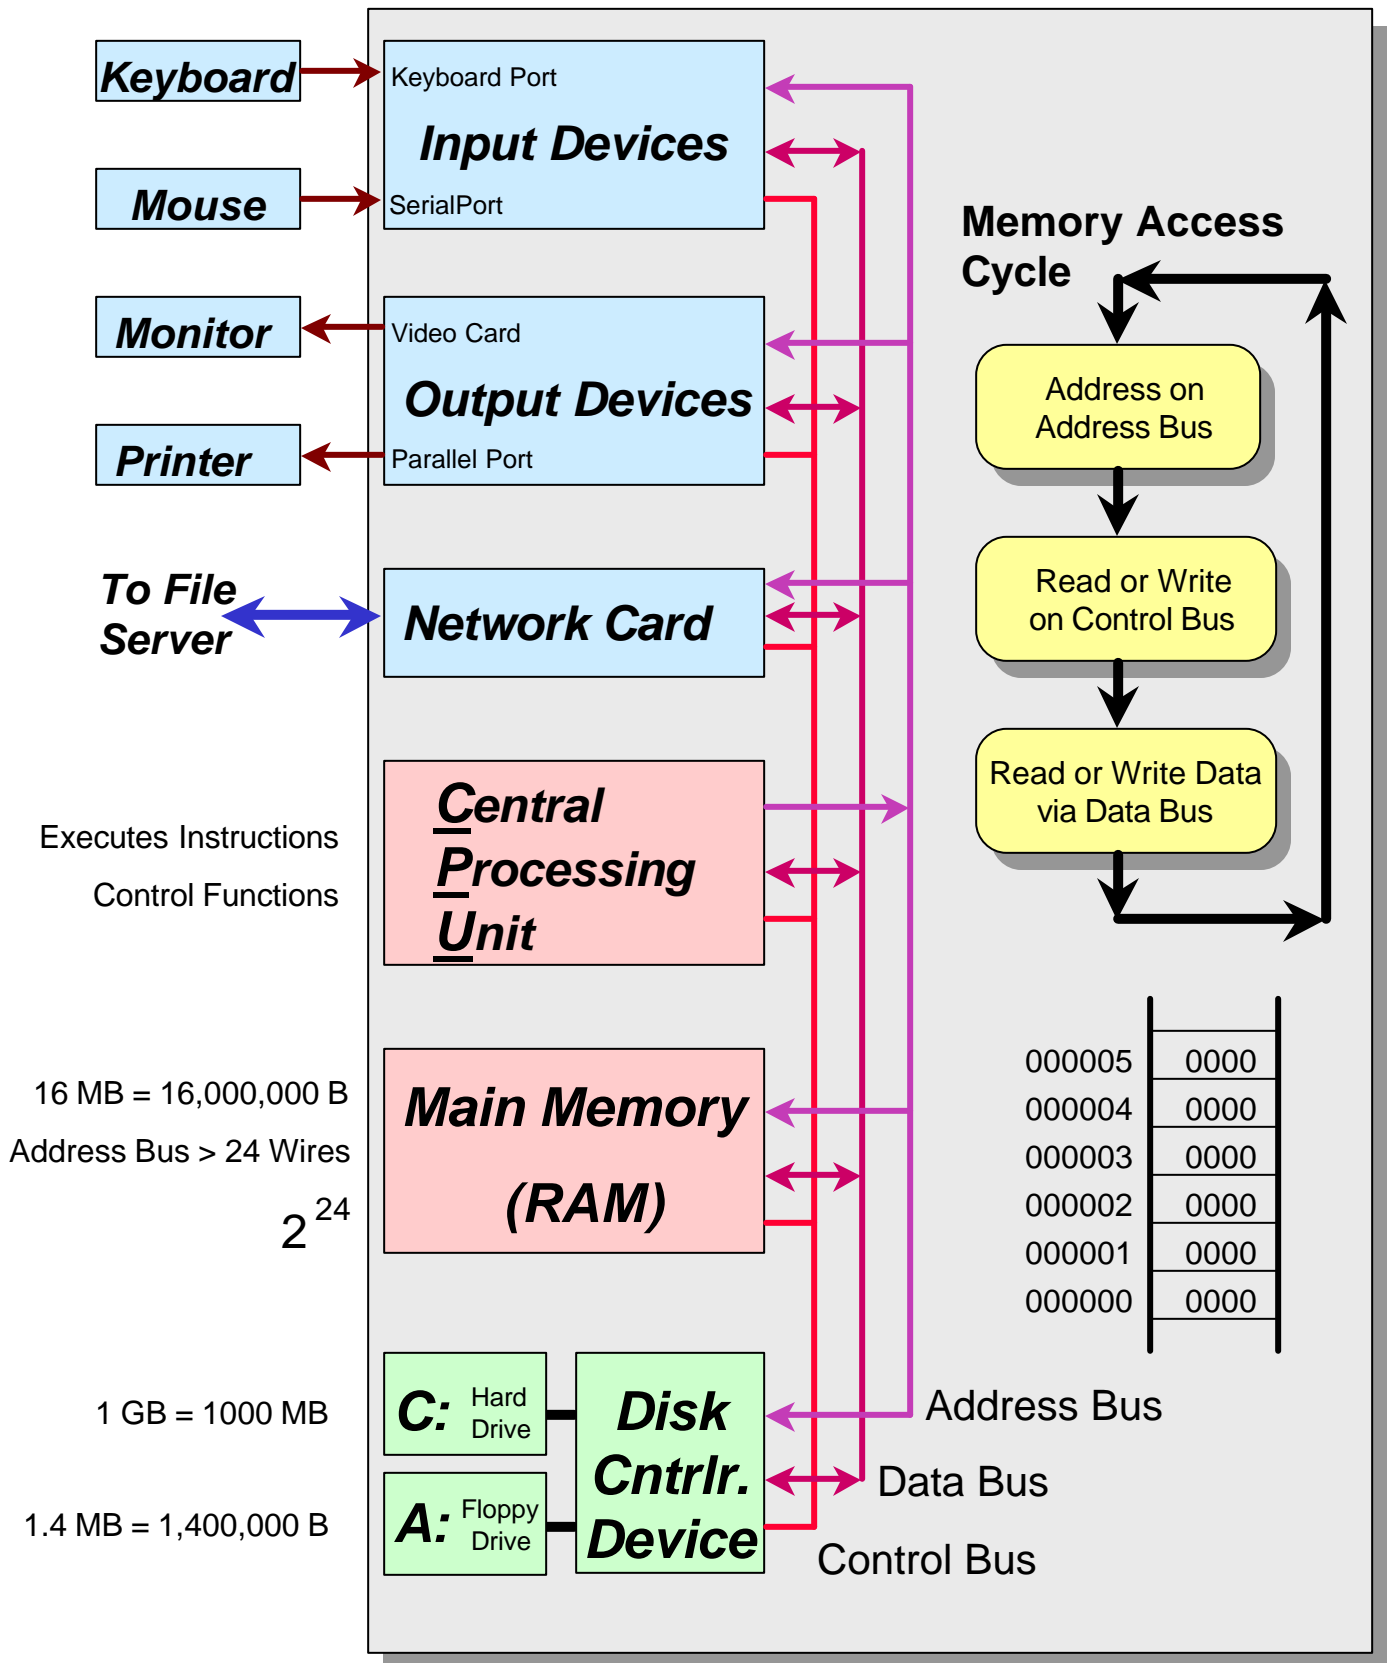 Keyboard
Keyboard Port
Input Devices
Mouse
SerialPort
Monitor
Video Card
Output Devices
Printer
Parallel Port
To File
Server
Network Card
Executes Instructions
Control Functions
Central
Processing
Unit
16 MB = 16,000,000 B
Address Bus > 24 Wires
2^24
Main Memory
(RAM)
1 GB = 1000 MB
C: Hard
Drive
1.4 MB = 1,400,000 B
A: Floppy
Drive
Disk
Cntrlr.
Device
Address Bus
Data Bus
Control Bus
Memory Access
Cycle
Address on
Address Bus
Read or Write
on Control Bus
Read or Write Data
via Data Bus
000005 0000
000004 0000
000003 0000
000002 0000
000001 0000
000000 0000